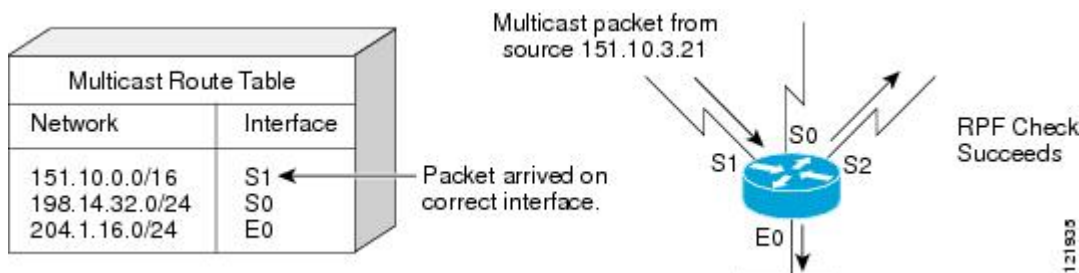 Multicast Route Table
Network Interface
151.10.0.0/16 S1
198.14.32.0/24 S0
204.1.16.0/24 E0
Packet arrived on
correct interface.
Multicast packet from
source 151.10.3.21
S0
S1
S2
E0
RPF Check
Succeeds
121935